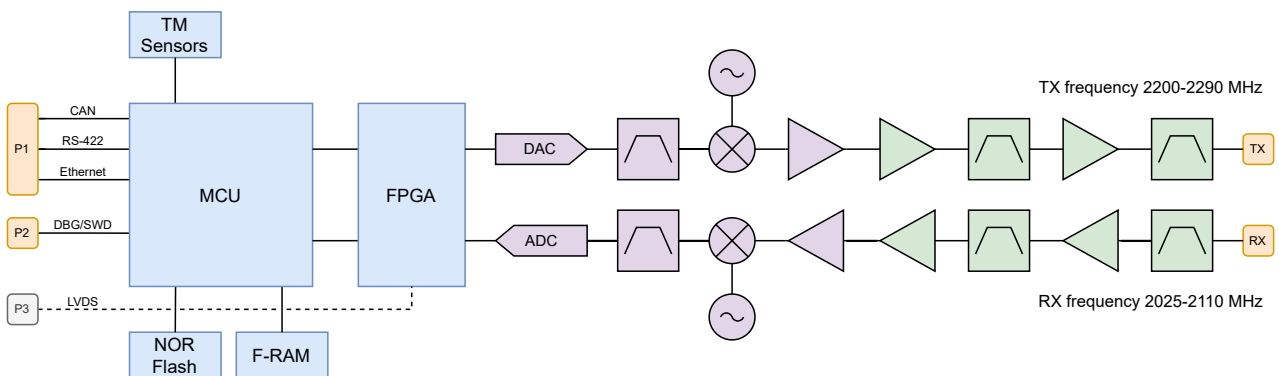 TM
Sensors
TX frequency 2200-2290 MHz
CAN
P1
RS-422
Ethernet
MCU
FPGA
DAC
TX
P2
DBG/SWD
ADC
RX
P3
LVDS
RX frequency 2025-2110 MHz
NOR
Flash
F-RAM